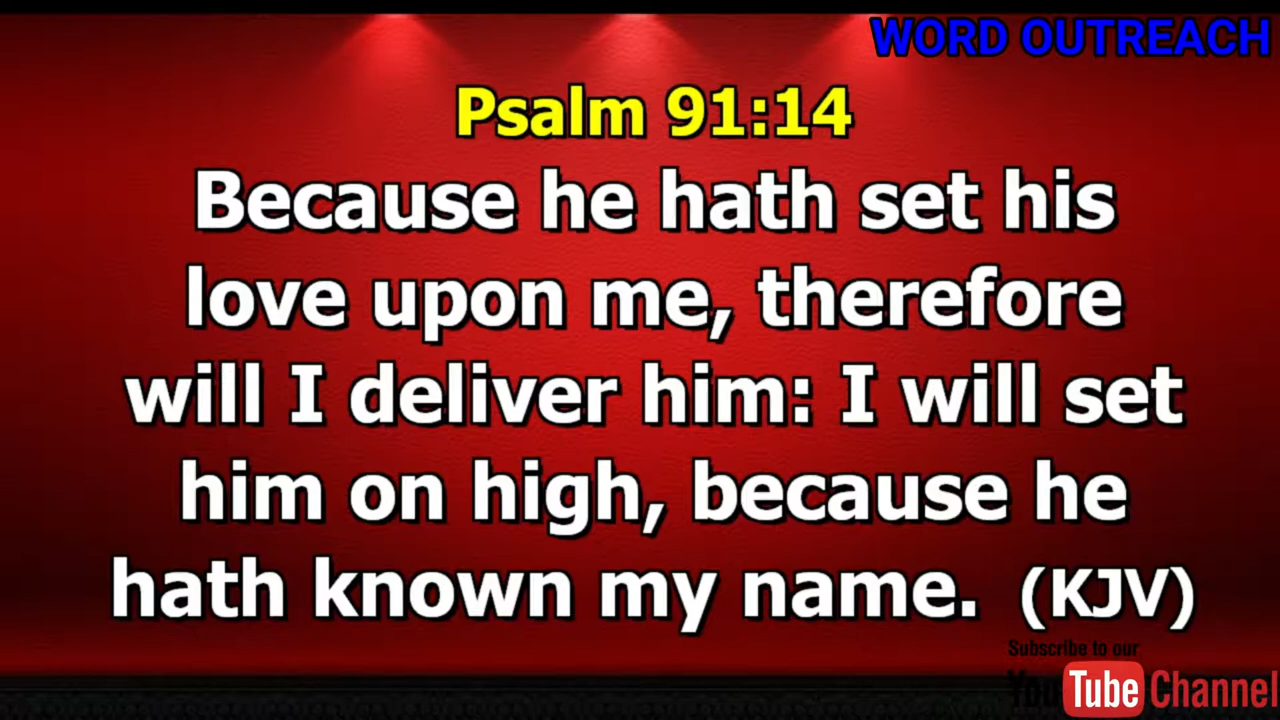 WORD OUTREACH
Psalm 91:14
Because he hath set his
love upon me, therefore
will I deliver him: I will set
him on high, because he
hath known my name. (KJV)
Subscribe to our
YouTube Channel